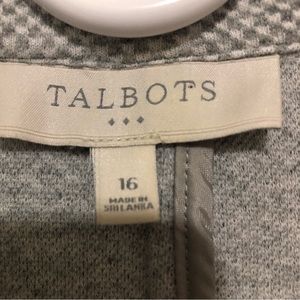 TALBOTS
16
MADE IN
SRI LANKA